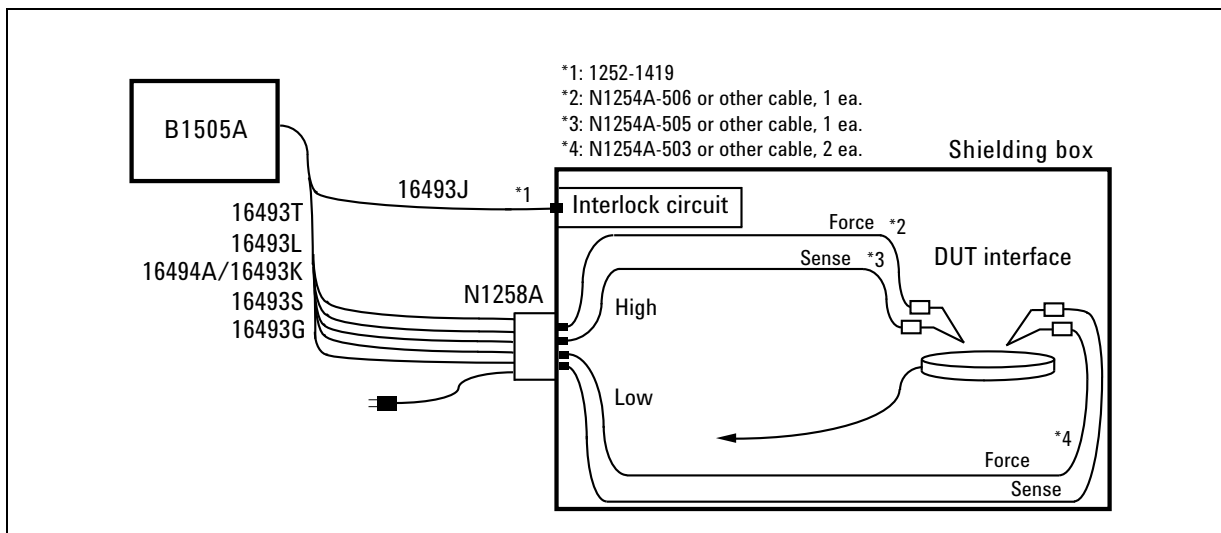 *1: 1252-1419
*2: N1254A-506 or other cable, 1 ea.
*3: N1254A-505 or other cable, 1 ea.
*4: N1254A-503 or other cable, 2 ea.
B1505A
Shielding box
16493J
*1
Interlock circuit
16493T
16493L
16494A/16493K
16493S
16493G
N1258A
Force *2
Sense *3
DUT interface
High
Low
*4
Force
Sense